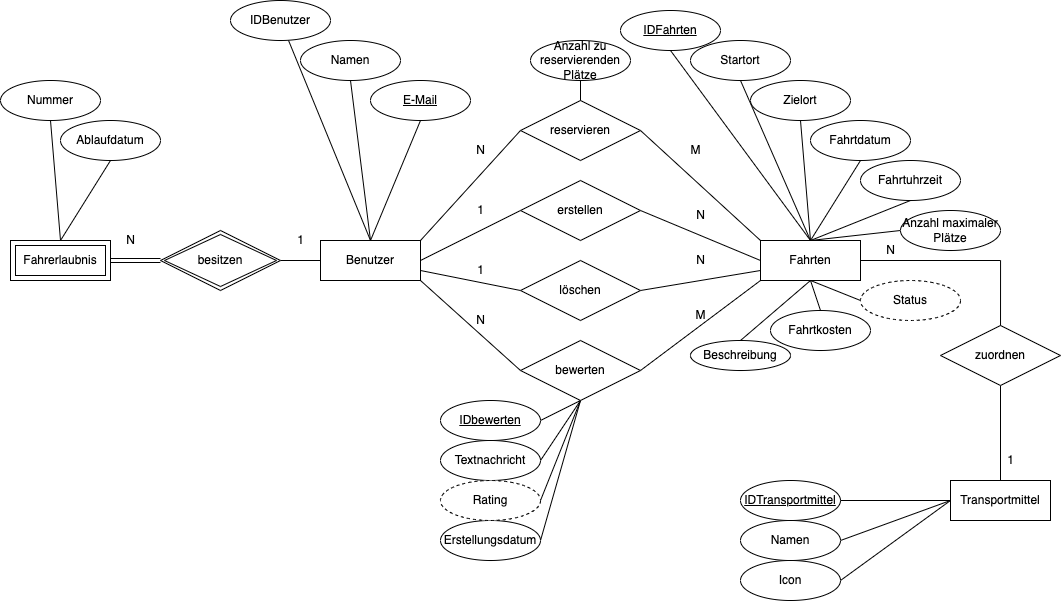 IDBenutzer
Namen
E-Mail
Nummer
Ablaufdatum
Fahrerlaubnis
N
besitzen
1
Benutzer
Anzahl zu
reservierenden
Plätze
N
reservieren
M
1
erstellen
N
1
löschen
N
N
bewerten
M
IDbewerten
Textnachricht
Rating
Erstellungsdatum
IDFahrten
Startort
Zielort
Fahrtdatum
Fahrtuhrzeit
Anzahl maximaler
Plätze
Fahrten
N
Status
Fahrtkosten
Beschreibung
zuordnen
1
Transportmittel
IDTransportmittel
Namen
Icon